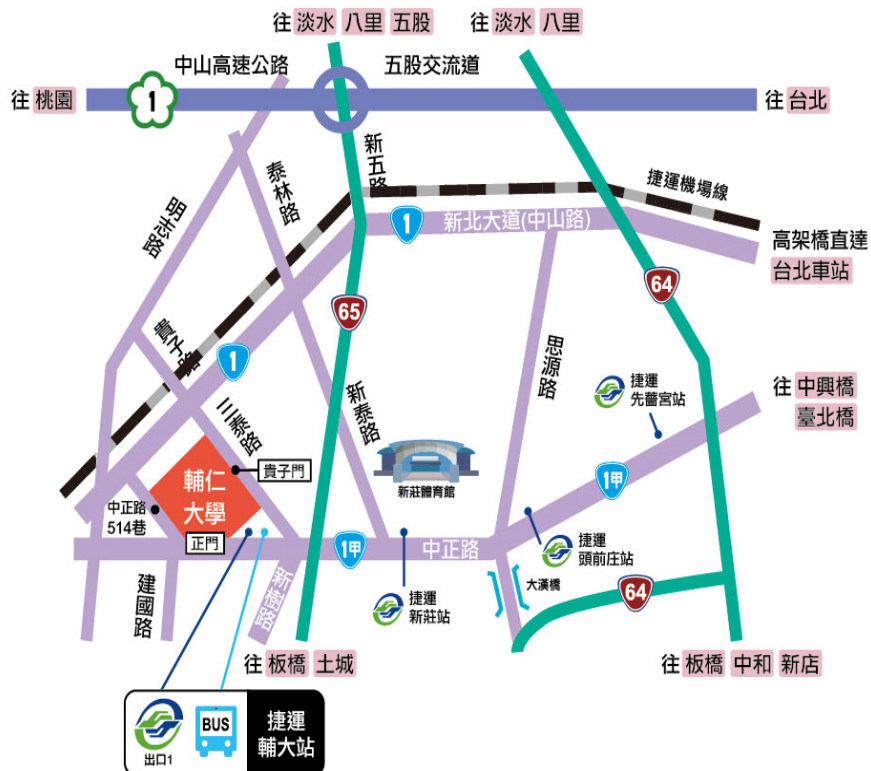 往 淡水 八里 五股
往 淡水 八里
中山高速公路
五股交流道
往 桃園
1
往 台北
新五路
泰林路
明志路
捷運機場線
1
新北大道(中山路)
高架橋直達
台北車站
64
65
貴子路
1
思源路
捷運
先嗇宮站
往 中興橋
臺北橋
三泰路
新泰路
貴子門
新莊體育館
1甲
輔仁
大學
中正路
514巷
正門
1甲
中正路
捷運
頭前庄站
大漢橋
建國路
新樹路
捷運
新莊站
64
往 板橋 土城
往 板橋 中和 新店
出口1
BUS
捷運
輔大站